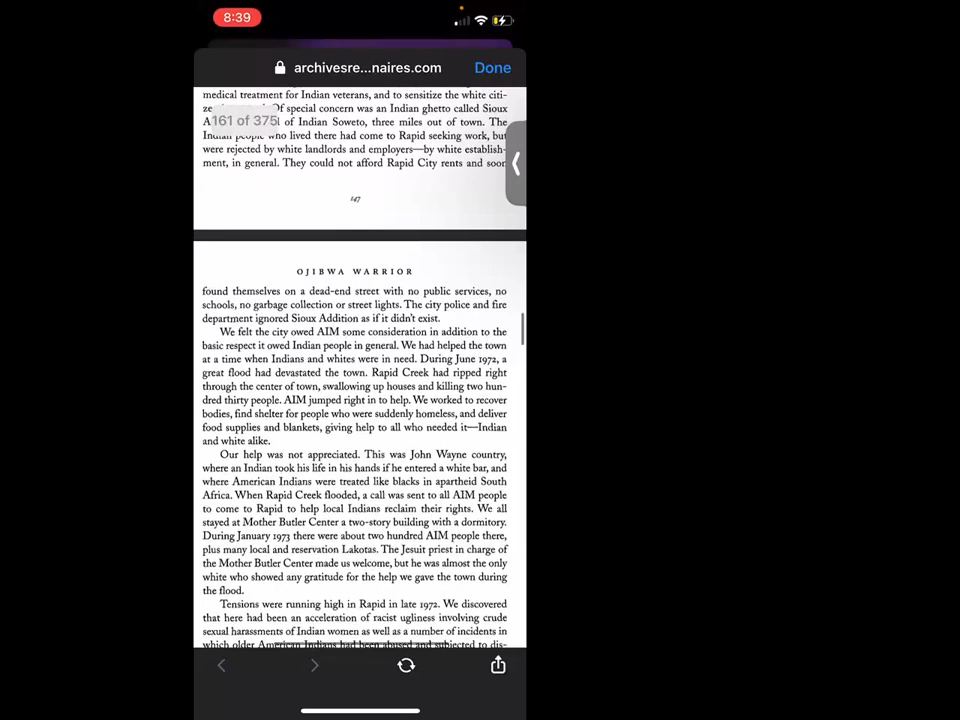 8:39
archivesre...naires.com
Done
medical treatment for Indian veterans, and to sensitize the white citi-
Of special concern was an Indian ghetto called Sioux
161 of 375
of Indian Soweto, three miles out of town. The
Indian people who lived there had come to Rapid seeking work, but
were rejected by white landlords and employers—by white establish-
ment, in general. They could not afford Rapid City rents and soon
147
OJIBWA WARRIOR
found themselves on a dead-end street with no public services, no
schools, no garbage collection or street lights. The city police and fire
department ignored Sioux Addition as if it didn't exist.
We felt the city owed AIM some consideration in addition to the
basic respect it owed Indian people in general. We had helped the town
at a time when Indians and whites were in need. During June 1972, a
great flood had devastated the town. Rapid Creek had ripped right
through the center of town, swallowing up houses and killing two hun-
dred thirty people. AIM jumped right in to help. We worked to recover
bodies, find shelter for people who were suddenly homeless, and deliver
food supplies and blankets, giving help to all who needed it—Indian
and white alike.
Our help was not appreciated. This was John Wayne country,
where an Indian took his life in his hands if he entered a white bar, and
where American Indians were treated like blacks in apartheid South
Africa. When Rapid Creek flooded, a call was sent to all AIM people
to come to Rapid to help local Indians reclaim their rights. We all
stayed at Mother Butler Center a two-story building with a dormitory.
During January 1973 there were about two hundred AIM people there,
plus many local and reservation Lakotas. The Jesuit priest in charge of
the Mother Butler Center made us welcome, but he was almost the only
white who showed any gratitude for the help we gave the town during
the flood.
Tensions were running high in Rapid in late 1972. We discovered
that here had been an acceleration of racist ugliness involving crude
sexual harassments of Indian women as well as a number of incidents in
which older American Indians had been abused and subjected to dis-